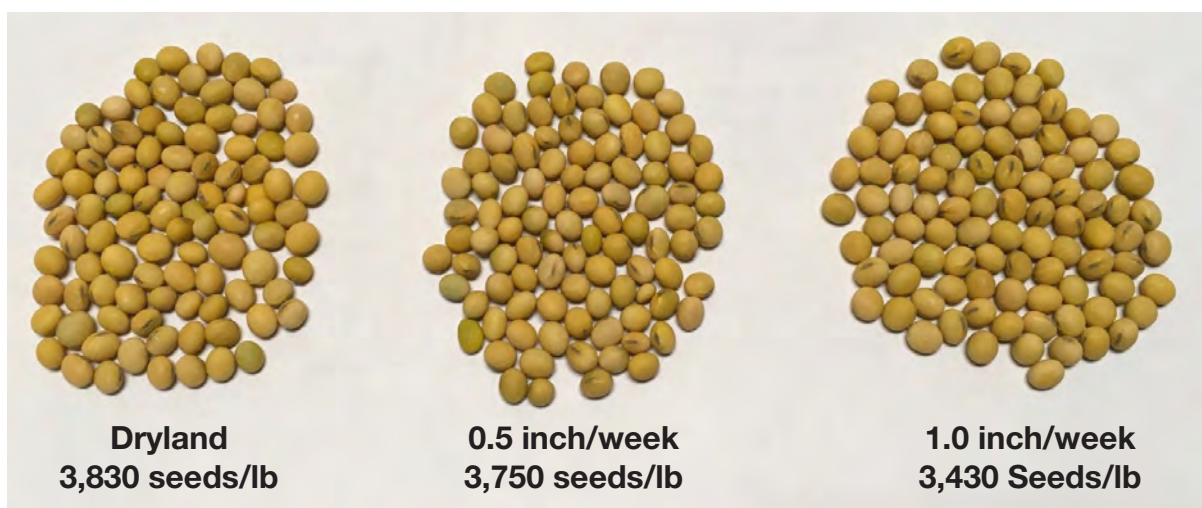 Dryland
3,830 seeds/lb
0.5 inch/week
3,750 seeds/lb
1.0 inch/week
3,430 Seeds/lb